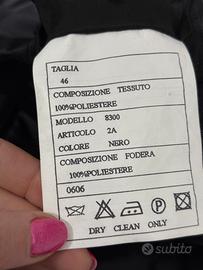 TAGLIA
46
COMPOSIZIONE TESSUTO
100%POLIESTERE
MODELLO 8300
ARTICOLO 2A
COLORE NERO
COMPOSIZIONE FODERA
100%POLIESTERE
0606
P
DRY CLEAN ONLY
subito